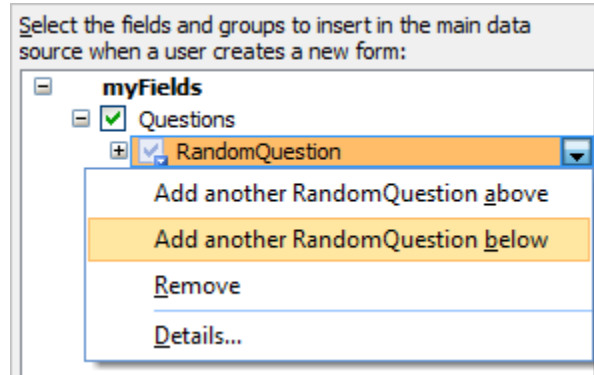 Select the fields and groups to insert in the main data
source when a user creates a new form:
myFields
Questions
RandomQuestion
Add another RandomQuestion above
Add another RandomQuestion below
Remove
Details...